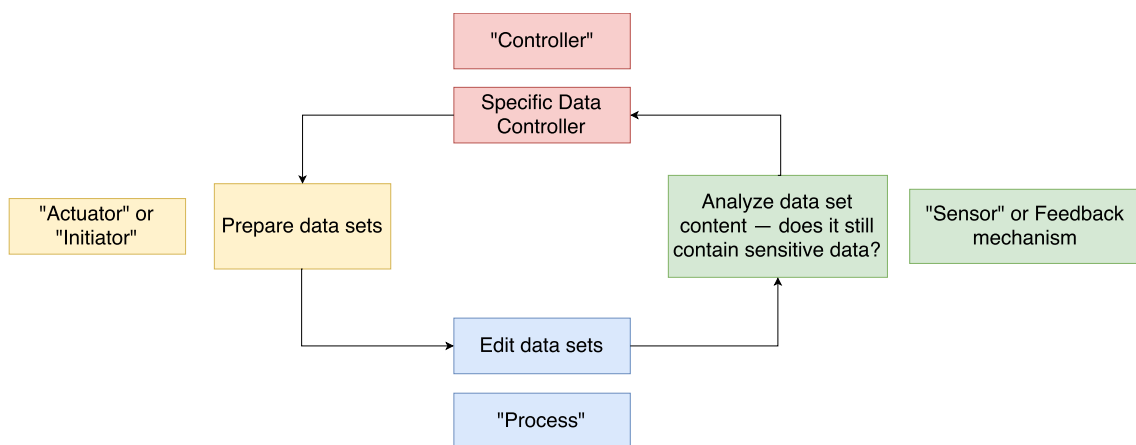 "Controller"
Specific Data
Controller
"Actuator" or
"Initiator"
Prepare data sets
Analyze data set
content — does it still
contain sensitive data?
"Sensor" or Feedback
mechanism
Edit data sets
"Process"